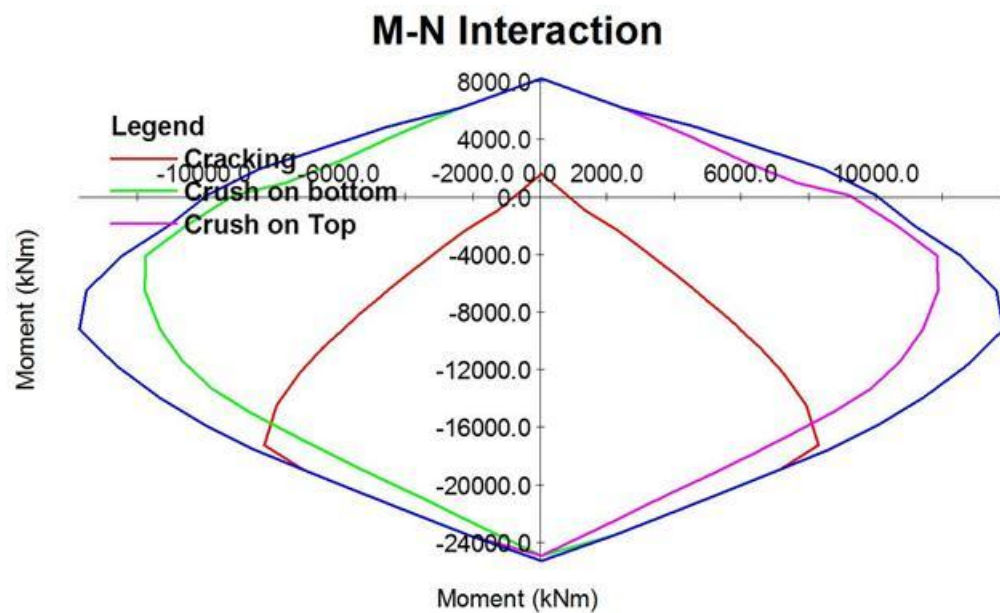 M-N Interaction
8000.0
Legend
4000.0
Cracking
-10000.0 -6000.0 -2000.0 2000.0 6000.0 10000.0
Crush on bottom
0.0
Crush on Top
-4000.0
Moment (kNm)
-8000.0
-12000.0
-16000.0
-20000.0
-24000.0
Moment (kNm)